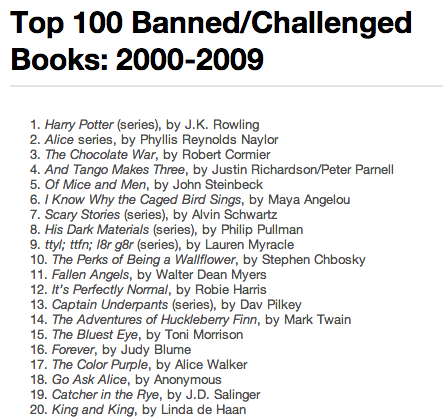 Top 100 Banned/Challenged
Books: 2000-2009
1. Harry Potter (series), by J.K. Rowling
2. Alice series, by Phyllis Reynolds Naylor
3. The Chocolate War, by Robert Cormier
4. And Tango Makes Three, by Justin Richardson/Peter Parnell
5. Of Mice and Men, by John Steinbeck
6. I Know Why the Caged Bird Sings, by Maya Angelou
7. Scary Stories (series), by Alvin Schwartz
8. His Dark Materials (series), by Philip Pullman
9. ttyl; ttfn; l8r g8r (series), by Lauren Myracle
10. The Perks of Being a Wallflower, by Stephen Chbosky
11. Fallen Angels, by Walter Dean Myers
12. It's Perfectly Normal, by Robie Harris
13. Captain Underpants (series), by Dav Pilkey
14. The Adventures of Huckleberry Finn, by Mark Twain
15. The Bluest Eye, by Toni Morrison
16. Forever, by Judy Blume
17. The Color Purple, by Alice Walker
18. Go Ask Alice, by Anonymous
19. Catcher in the Rye, by J.D. Salinger
20. King and King, by Linda de Haan